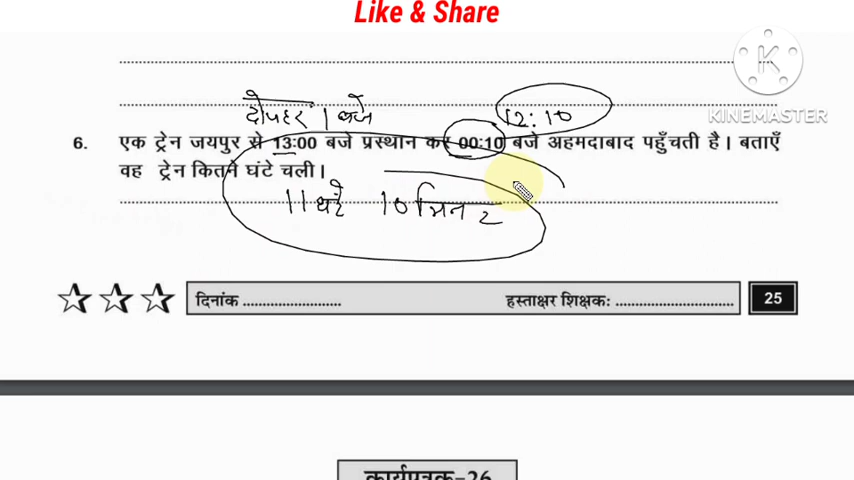 Like & Share
KINEMASTER
दोपहर 1 बजे 12:10
6. एक ट्रेन जयपुर से 13:00 बजे प्रस्थान कर 00:10 बजे अहमदाबाद पहुँचती है। बताएँ
वह ट्रेन कितने घंटे चली।
11 घंटे 10 मिनट
दिनांक ........................ हस्ताक्षर शिक्षक: ............................ 25
कार्यपत्रक-26